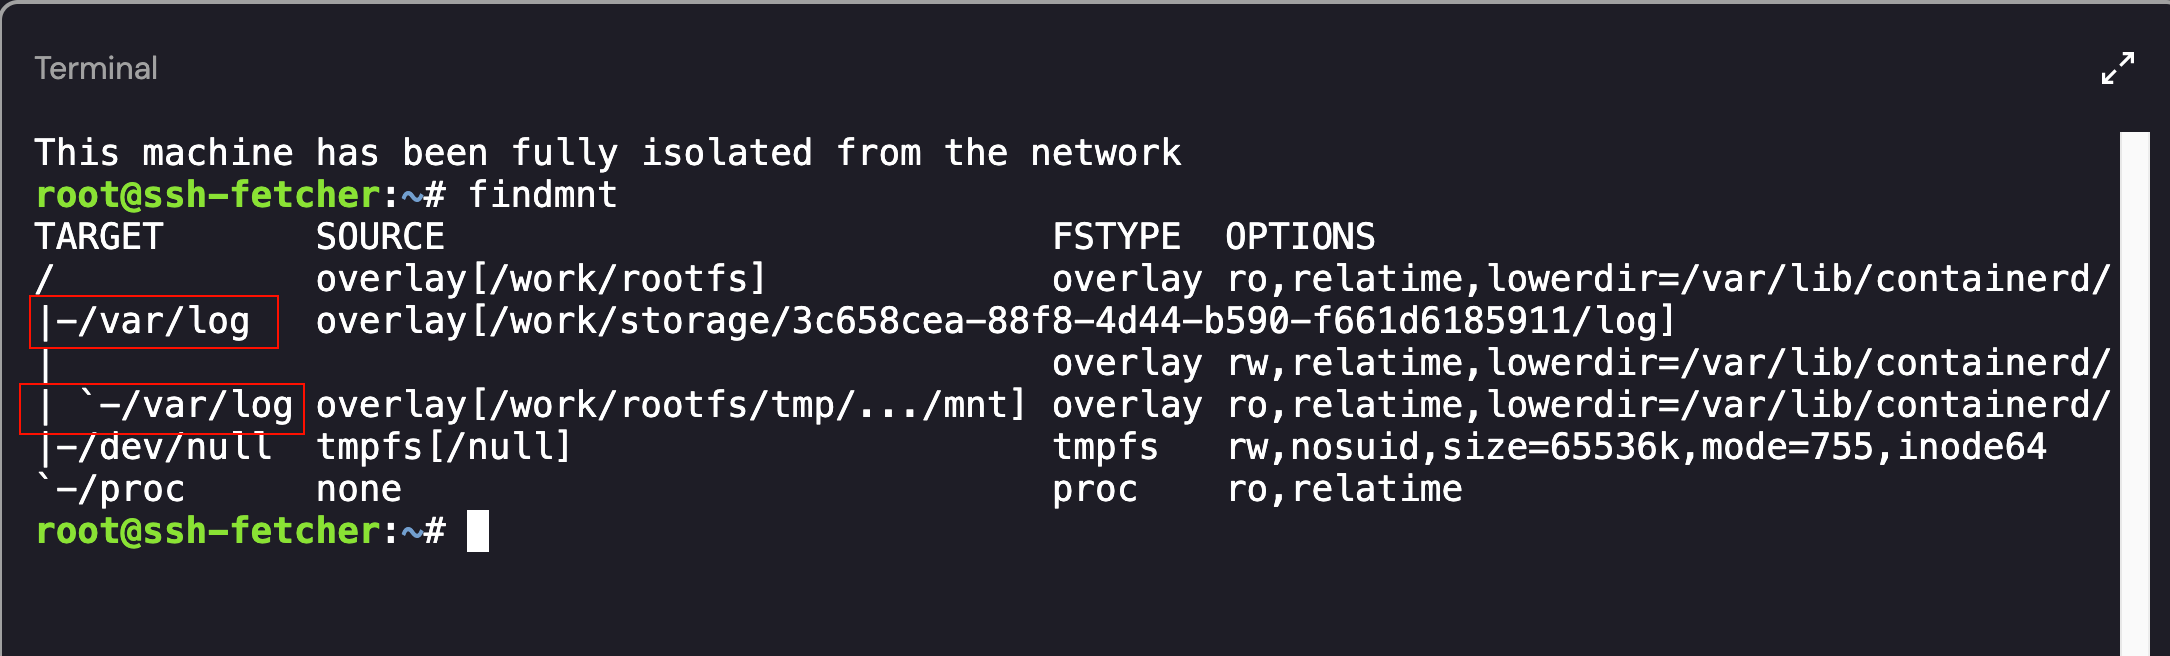 Terminal
This machine has been fully isolated from the network
root@ssh-fetcher:~# findmnt
TARGET       SOURCE                            FSTYPE  OPTIONS
/            overlay[/work/rootfs]             overlay ro,relatime,lowerdir=/var/lib/containerd/
|-/var/log   overlay[/work/storage/3c658cea-88f8-4d44-b590-f661d6185911/log]
|                                              overlay rw,relatime,lowerdir=/var/lib/containerd/
| `-/var/log overlay[/work/rootfs/tmp/.../mnt] overlay ro,relatime,lowerdir=/var/lib/containerd/
|-/dev/null  tmpfs[/null]                      tmpfs   rw,nosuid,size=65536k,mode=755,inode64
`-/proc      none                              proc    ro,relatime
root@ssh-fetcher:~#